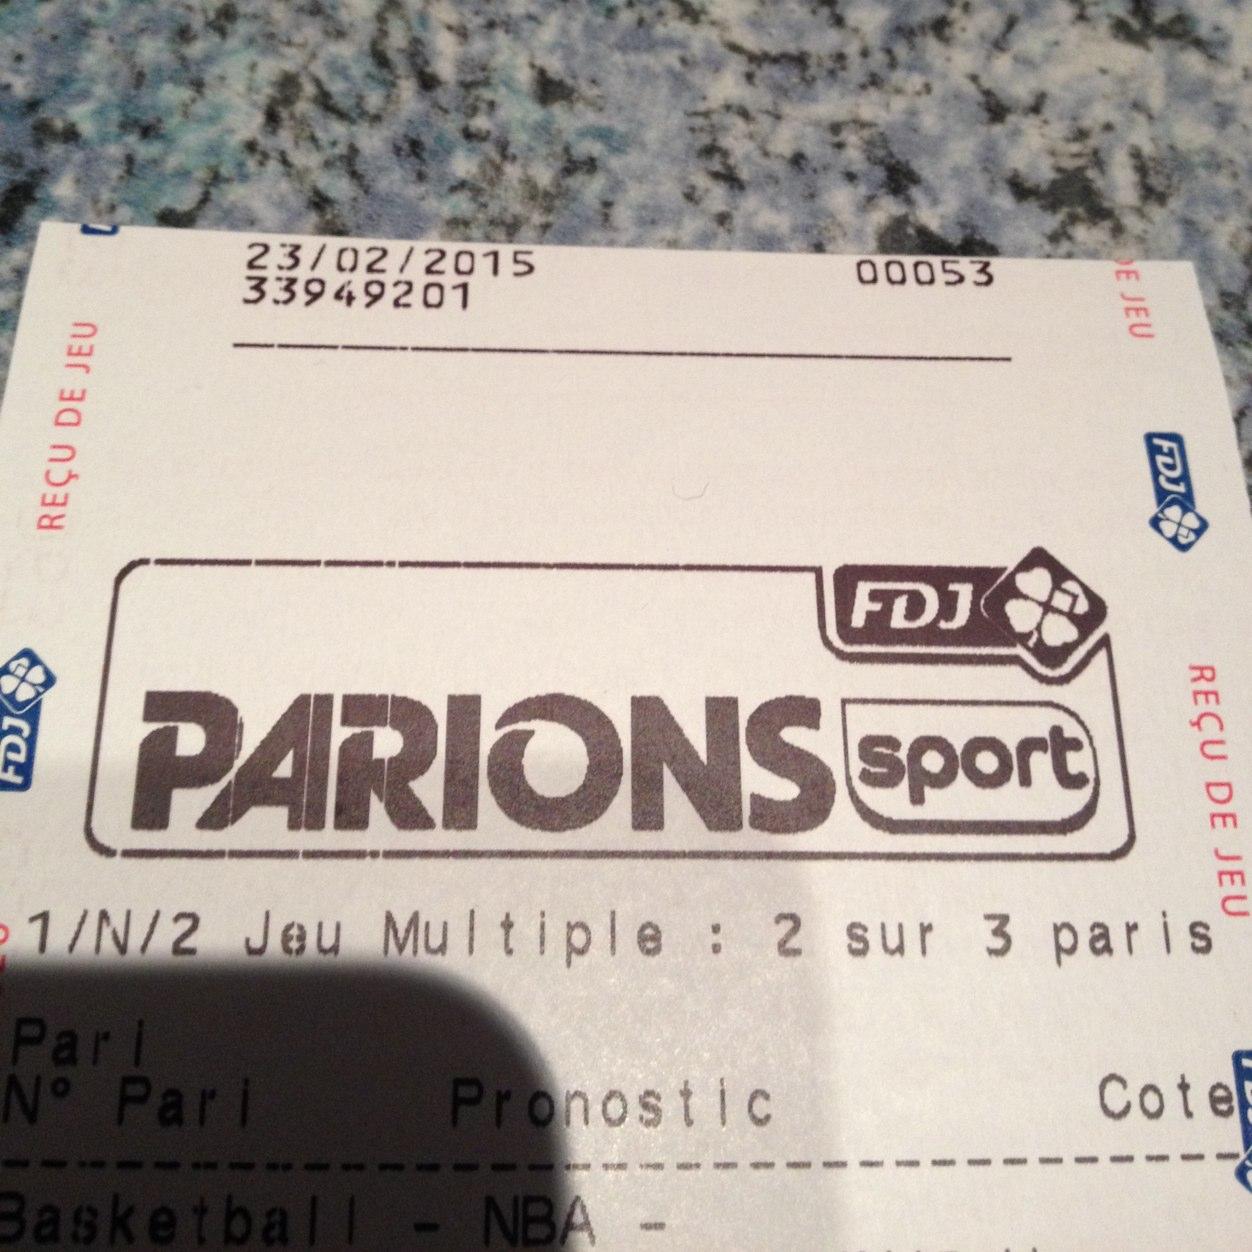 23/02/2015 00053
33949201
REÇU DE JEU
DE JEU
FDJ
FDJ
PARIONS sport
FDJ
REÇU DE JEU
1/N/2 Jeu Multiple : 2 sur 3 paris
Pari
N° Pari Pronostic Cote
Basketball - NBA -